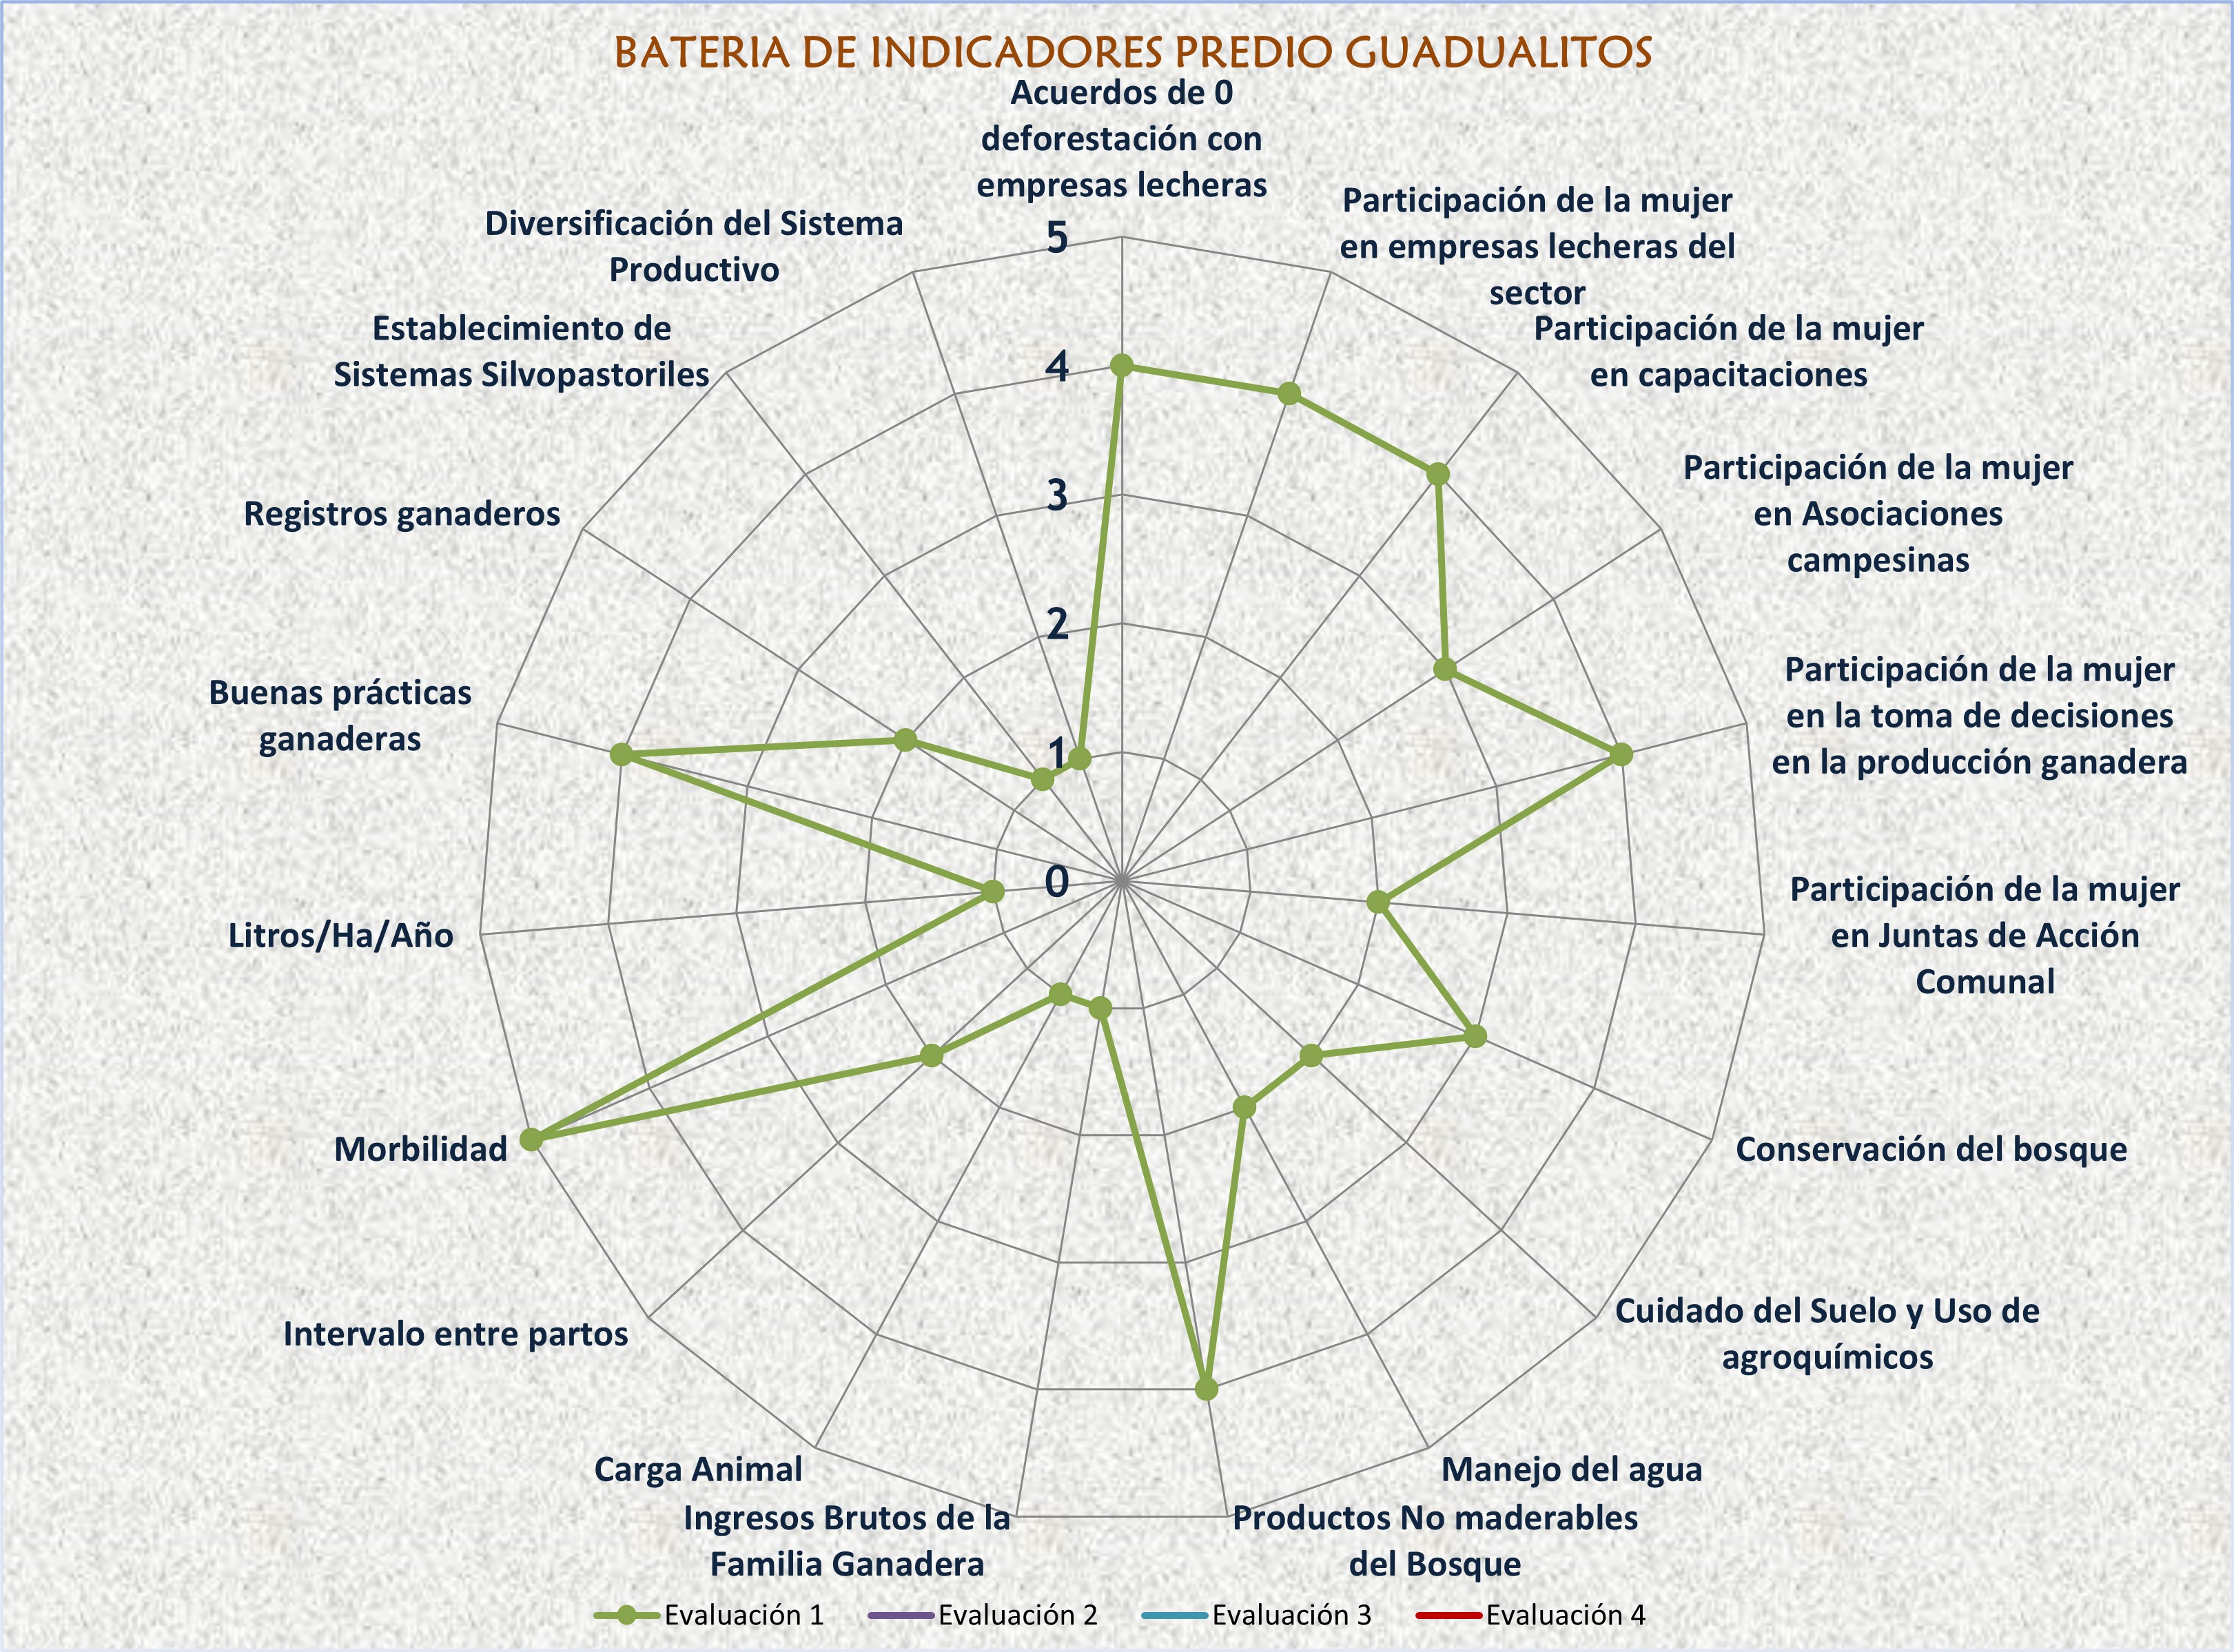 BATERIA DE INDICADORES PREDIO GUADUALITOS
Acuerdos de 0
deforestación con
empresas lecheras
Participación de la mujer
en empresas lecheras del
sector
Participación de la mujer
en capacitaciones
Participación de la mujer
en Asociaciones
campesinas
Participación de la mujer
en la toma de decisiones
en la producción ganadera
Participación de la mujer
en Juntas de Acción
Comunal
Conservación del bosque
Cuidado del Suelo y Uso de
agroquímicos
Manejo del agua
Productos No maderables
del Bosque
Ingresos Brutos de la
Familia Ganadera
Carga Animal
Intervalo entre partos
Morbilidad
Litros/Ha/Año
Buenas prácticas
ganaderas
Registros ganaderos
Establecimiento de
Sistemas Silvopastoriles
Diversificación del Sistema
Productivo
5
4
3
2
1
0
Evaluación 1
Evaluación 2
Evaluación 3
Evaluación 4